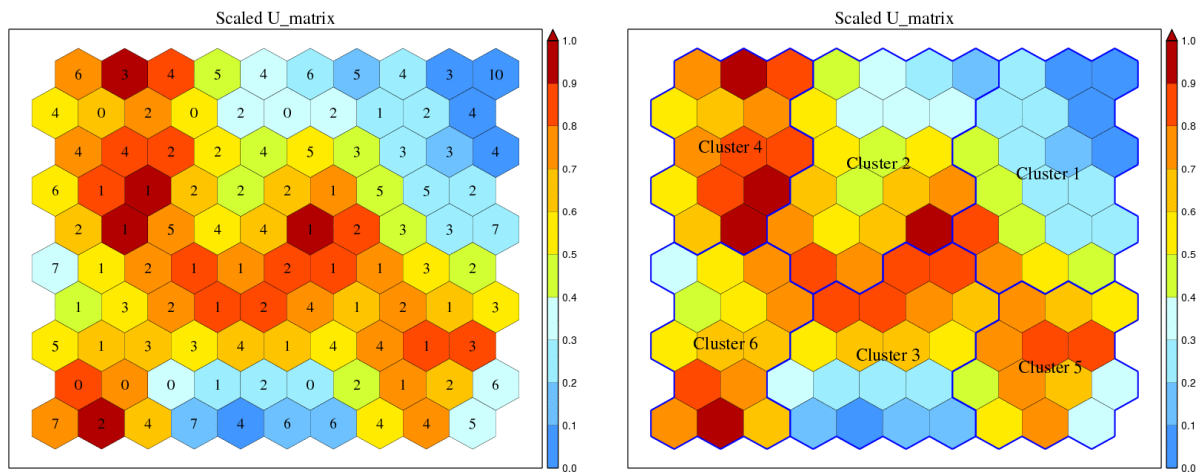 Scaled U_matrix
6 3 4 5 4 6 5 4 3 10
4 0 2 0 2 0 2 1 2 4
4 4 2 2 4 5 3 3 3 4
6 1 1 2 2 2 1 5 5 2
2 1 5 4 4 1 2 3 3 7
7 1 2 1 1 2 1 1 3 2
1 3 2 1 2 4 1 2 1 3
5 1 3 3 4 1 4 4 1 3
0 0 0 1 2 0 2 1 2 6
7 2 4 7 4 6 6 4 4 5
1.0
0.9
0.8
0.7
0.6
0.5
0.4
0.3
0.2
0.1
0.0
Scaled U_matrix
Cluster 4
Cluster 2
Cluster 1
Cluster 6
Cluster 3
Cluster 5
1.0
0.9
0.8
0.7
0.6
0.5
0.4
0.3
0.2
0.1
0.0